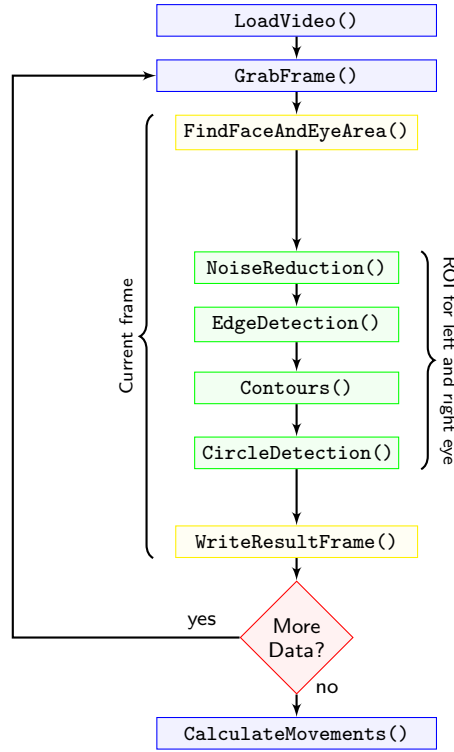 LoadVideo()
GrabFrame()
FindFaceAndEyeArea()
NoiseReduction()
EdgeDetection()
Contours()
CircleDetection()
WriteResultFrame()
Current frame
ROI for left and right eye
More
Data?
yes
no
CalculateMovements()